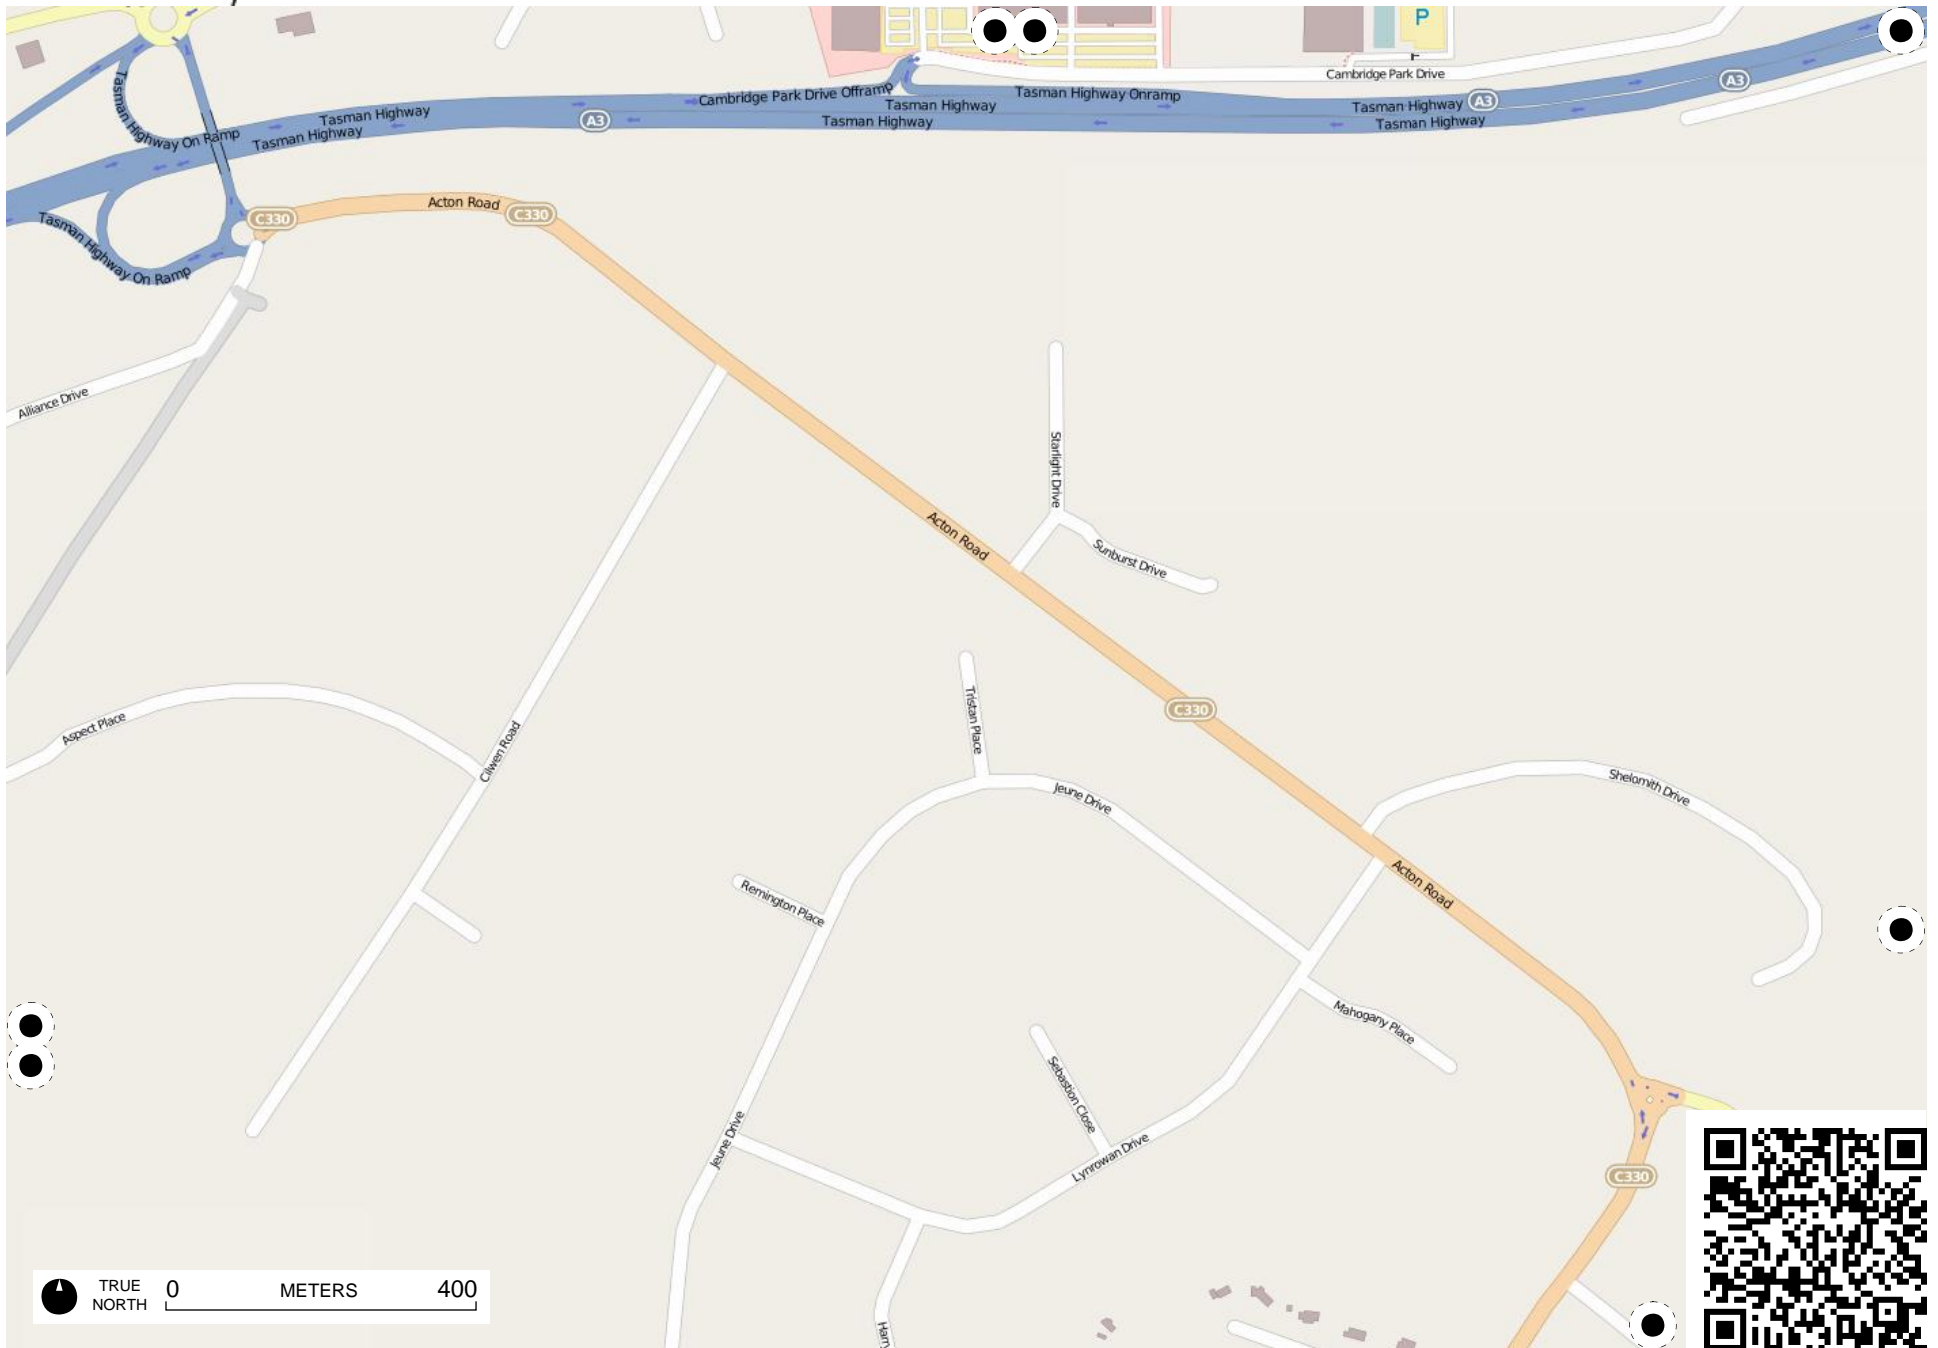 P
Cambridge Park Drive
A3
Cambridge Park Drive Offramp
Tasman Highway Onramp
Tasman Highway
Tasman Highway
A3
Tasman Highway
A3
Tasman Highway
Tasman Highway
Tasman Highway
Tasman Highway On Ramp
Tasman Highway
C330
Acton Road
C330
Tasman Highway On Ramp
Alliance Drive
Starlight Drive
Acton Road
Sunburst Drive
C330
Tristan Place
Aspect Place
Cilwen Road
Jeune Drive
Shelomith Drive
Acton Road
Remington Place
Mahogany Place
Sebastion Close
Jeune Drive
Lynrowan Drive
C330
TRUE
NORTH
0 METERS 400